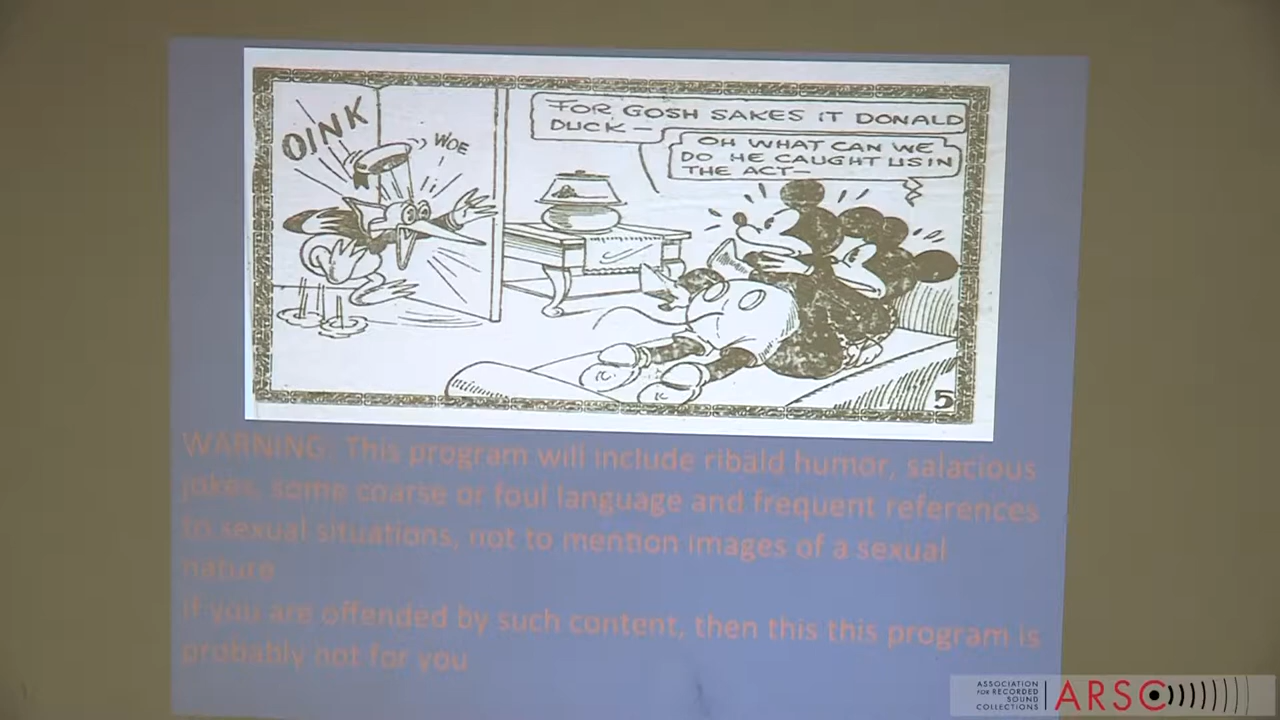 OINK
WOE
FOR GOSH SAKES IT DONALD
DUCK—
OH WHAT CAN WE
DO HE CAUGHT US IN
THE ACT—
5
WARNING: This program will include ribald humor, salacious
jokes, some coarse or foul language and frequent references
to sexual situations, not to mention images of a sexual
nature
If you are offended by such content, then this this program is
probably not for you
ASSOCIATION
FOR RECORDED
SOUND
COLLECTIONS
ARSC